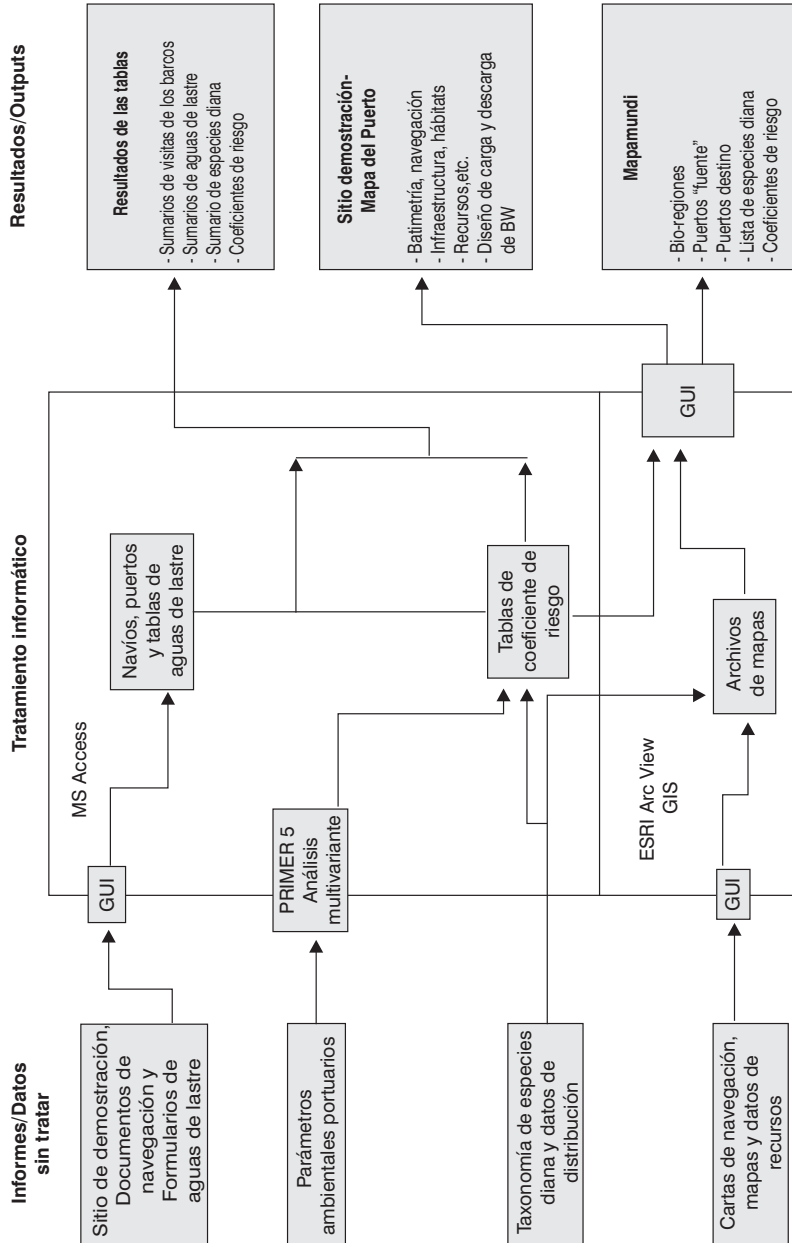 Informes/Datos
sin tratar
Tratamiento informático
Resultados/Outputs
Sitio de demostración,
Documentos de
navegación y
Formularios de
aguas de lastre
Parámetros
ambientales portuarios
Taxonomía de especies
diana y datos de
distribución
Cartas de navegación,
mapas y datos de
recursos
GUI
MS Access
Navíos, puertos
y tablas de
aguas de lastre
PRIMER 5
Análisis
multivariante
Tablas de
coeficiente de
riesgo
ESRI Arc View
GIS
GUI
Archivos
de mapas
GUI
Resultados de las tablas
- Sumarios de visitas de los barcos
- Sumarios de aguas de lastre
- Sumario de especies diana
- Coeficientes de riesgo
Sitio demostración-
Mapa del Puerto
- Batimetría, navegación
- Infraestructura, hábitats
- Recursos,etc.
- Diseño de carga y descarga
de BW
Mapamundi
- Bio-regiones
- Puertos "fuente"
- Puertos destino
- Lista de especies diana
- Coeficientes de riesgo